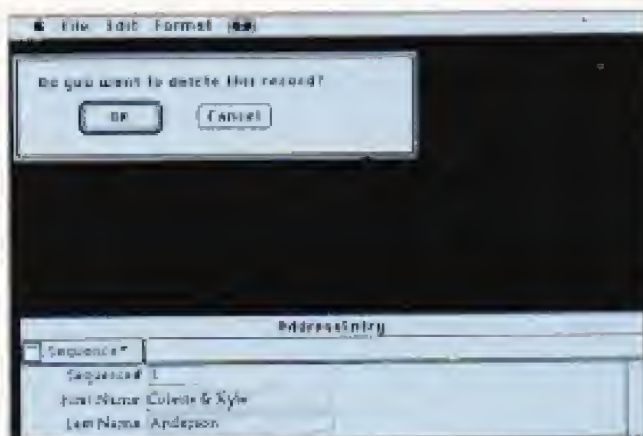 File Edit Format
Do you want to delete this record?
OK Cancel
AddressEntry
Sequence
Sequence# 1
First Name Colette & Kyle
Last Name Anderson